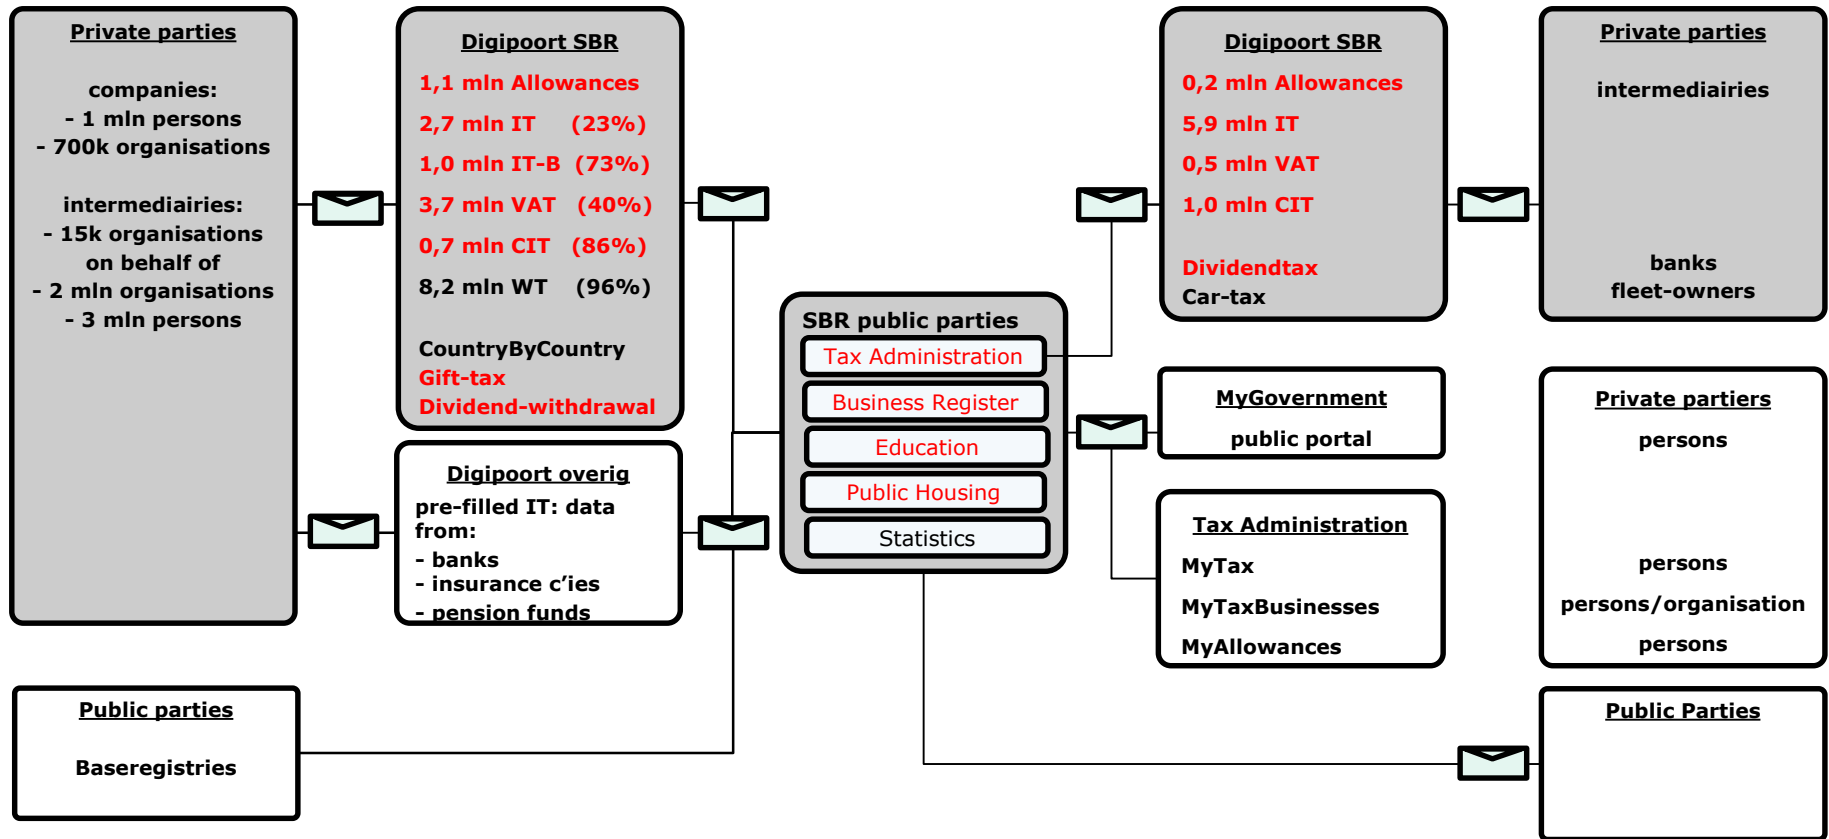 Private parties
companies:
- 1 mln persons
- 700k organisations
intermediairies:
- 15k organisations
on behalf of
- 2 mln organisations
- 3 mln persons
Digipoort SBR
1,1 mln Allowances
2,7 mln IT (23%)
1,0 mln IT-B (73%)
3,7 mln VAT (40%)
0,7 mln CIT (86%)
8,2 mln WT (96%)
CountryByCountry
Gift-tax
Dividend-withdrawal
Digipoort overig
pre-filled IT: data
from:
- banks
- insurance c’ies
- pension funds
Public parties
Baseregistries
SBR public parties
Tax Administration
Business Register
Education
Public Housing
Statistics
Digipoort SBR
0,2 mln Allowances
5,9 mln IT
0,5 mln VAT
1,0 mln CIT
Dividendtax
Car-tax
Private parties
intermediairies
banks
fleet-owners
MyGovernment
public portal
Tax Administration
MyTax
MyTaxBusinesses
MyAllowances
Private partiers
persons
persons
persons/organisation
persons
Public Parties